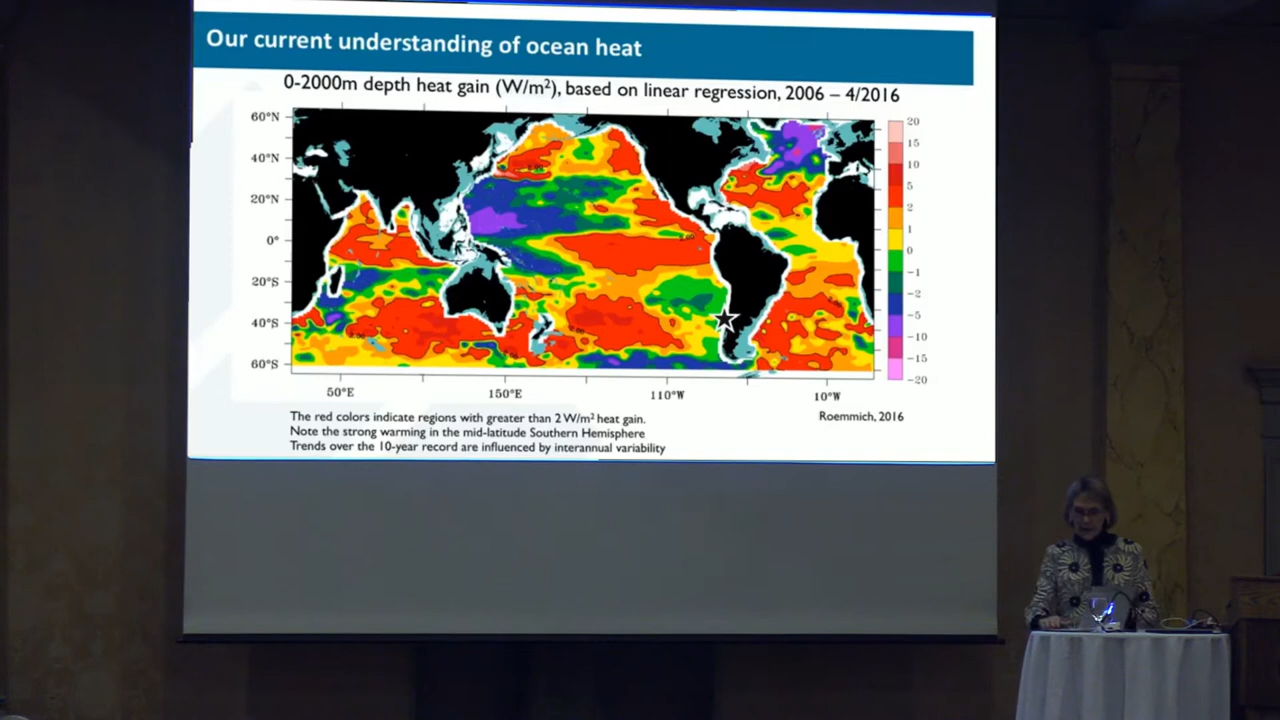 Our current understanding of ocean heat
0-2000m depth heat gain (W/m²), based on linear regression, 2006 – 4/2016
60°N
40°N
20°N
0°
20°S
40°S
60°S
50°E 150°E 110°W 10°W
20
15
10
5
2
1
0
−1
−2
−5
−10
−15
−20
The red colors indicate regions with greater than 2 W/m² heat gain.
Note the strong warming in the mid-latitude Southern Hemisphere
Trends over the 10-year record are influenced by interannual variability
Roemmich, 2016